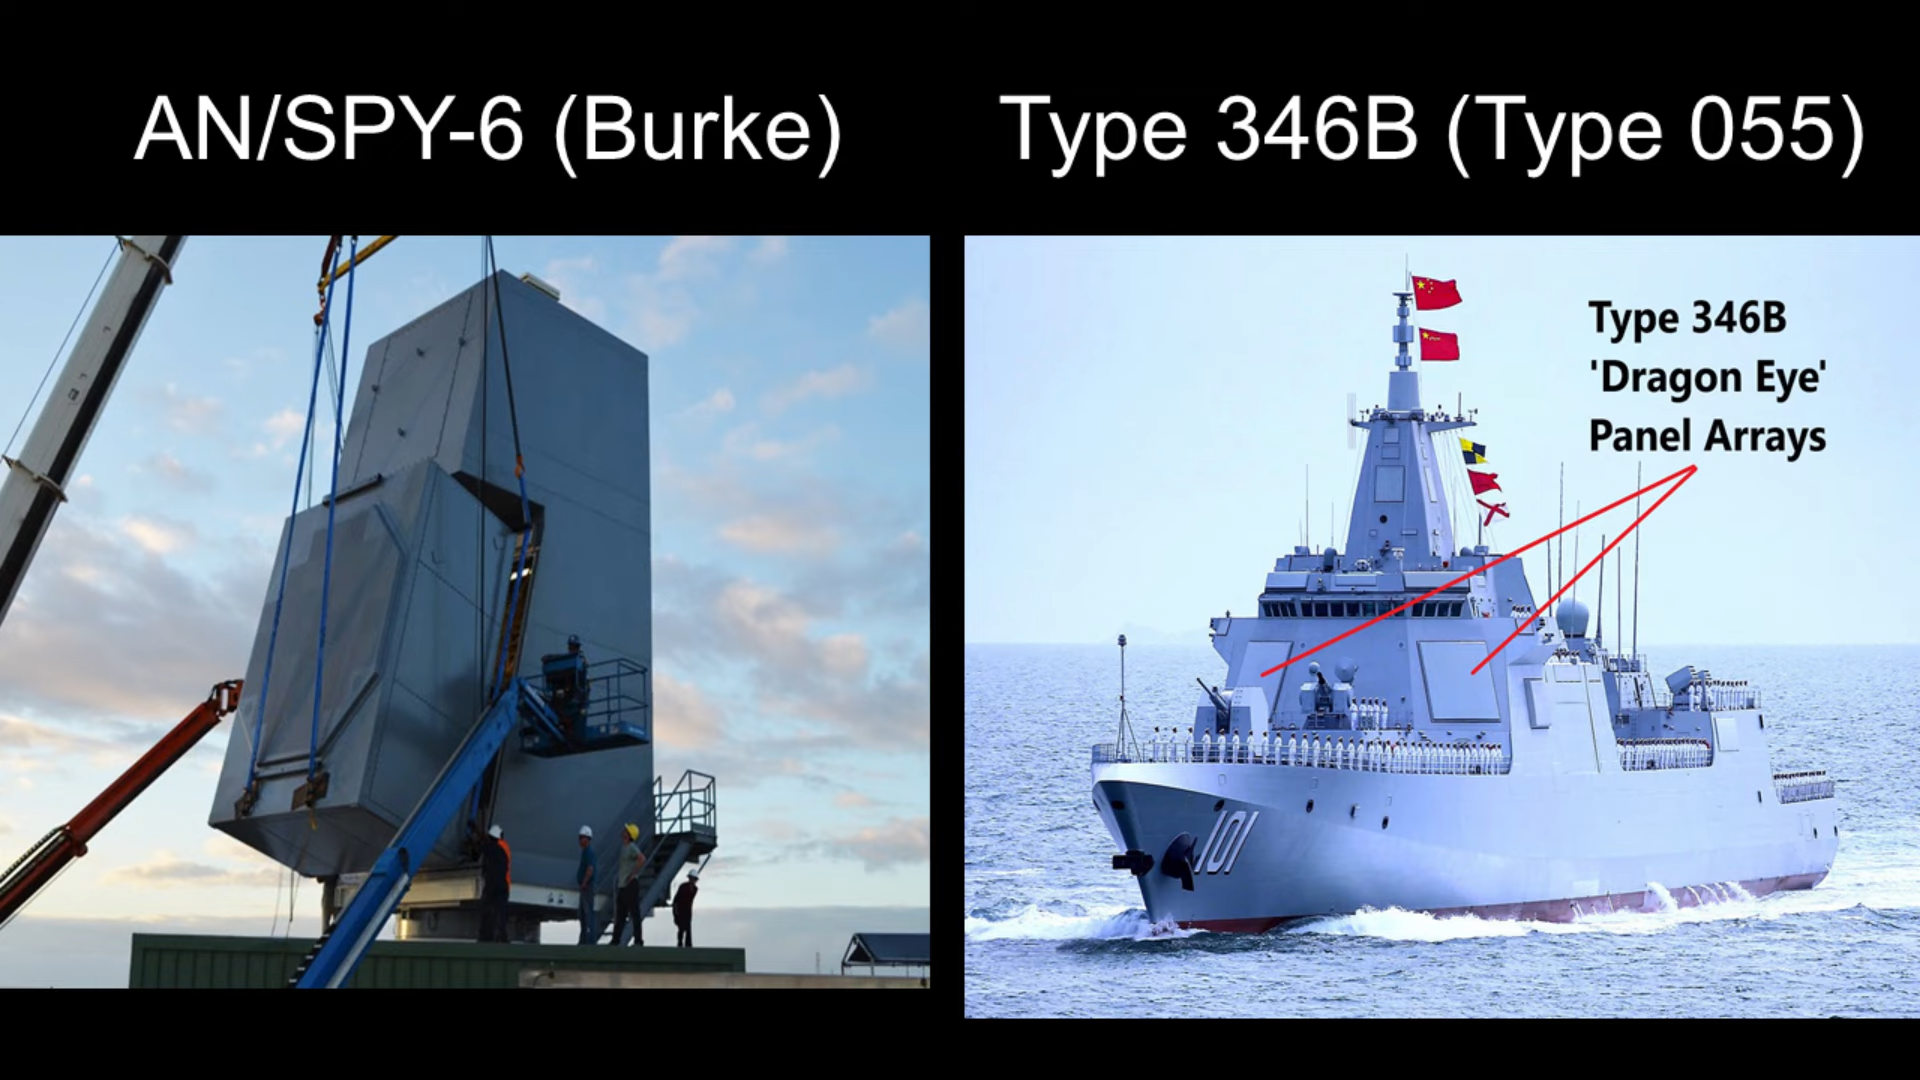 AN/SPY-6 (Burke)
Type 346B (Type 055)
Type 346B
'Dragon Eye'
Panel Arrays
101